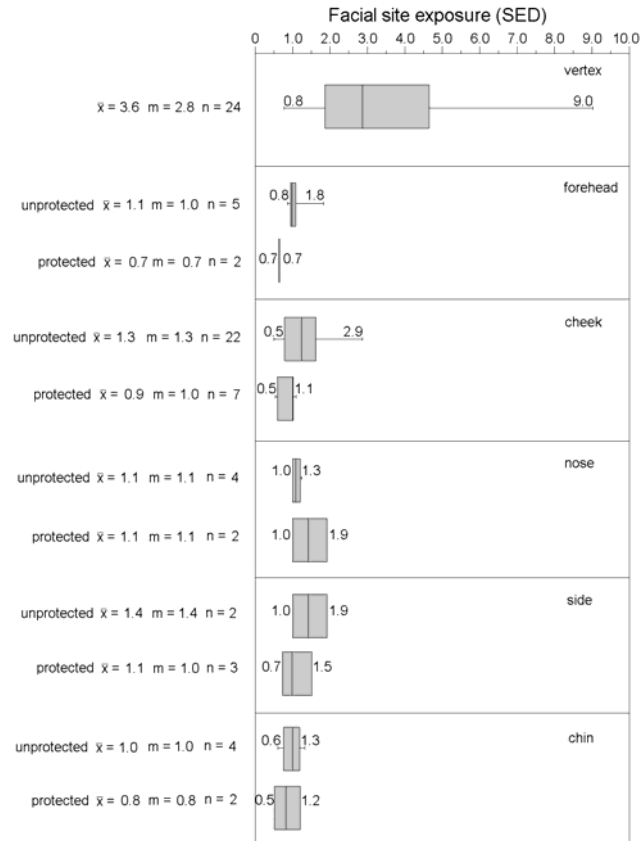 Facial site exposure (SED)
0 1.0 2.0 3.0 4.0 5.0 6.0 7.0 8.0 9.0 10.0
vertex
x̄ = 3.6 m = 2.8 n = 24 0.8 9.0
forehead
unprotected x̄ = 1.1 m = 1.0 n = 5 0.8 1.8
protected x̄ = 0.7 m = 0.7 n = 2 0.7 0.7
cheek
unprotected x̄ = 1.3 m = 1.3 n = 22 0.5 2.9
protected x̄ = 0.9 m = 1.0 n = 7 0.5 1.1
nose
unprotected x̄ = 1.1 m = 1.1 n = 4 1.0 1.3
protected x̄ = 1.1 m = 1.1 n = 2 1.0 1.9
side
unprotected x̄ = 1.4 m = 1.4 n = 2 1.0 1.9
protected x̄ = 1.1 m = 1.0 n = 3 0.7 1.5
chin
unprotected x̄ = 1.0 m = 1.0 n = 4 0.6 1.3
protected x̄ = 0.8 m = 0.8 n = 2 0.5 1.2